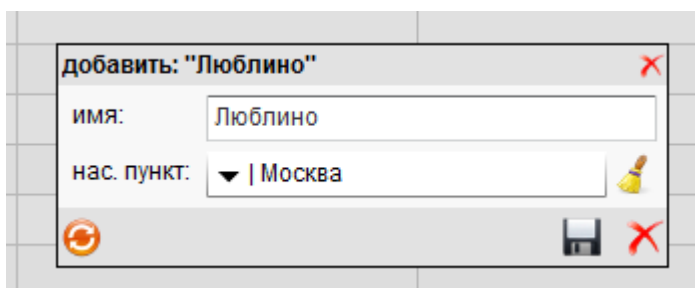 добавить: "Люблино"
имя: Люблино
нас. пункт: | Москва